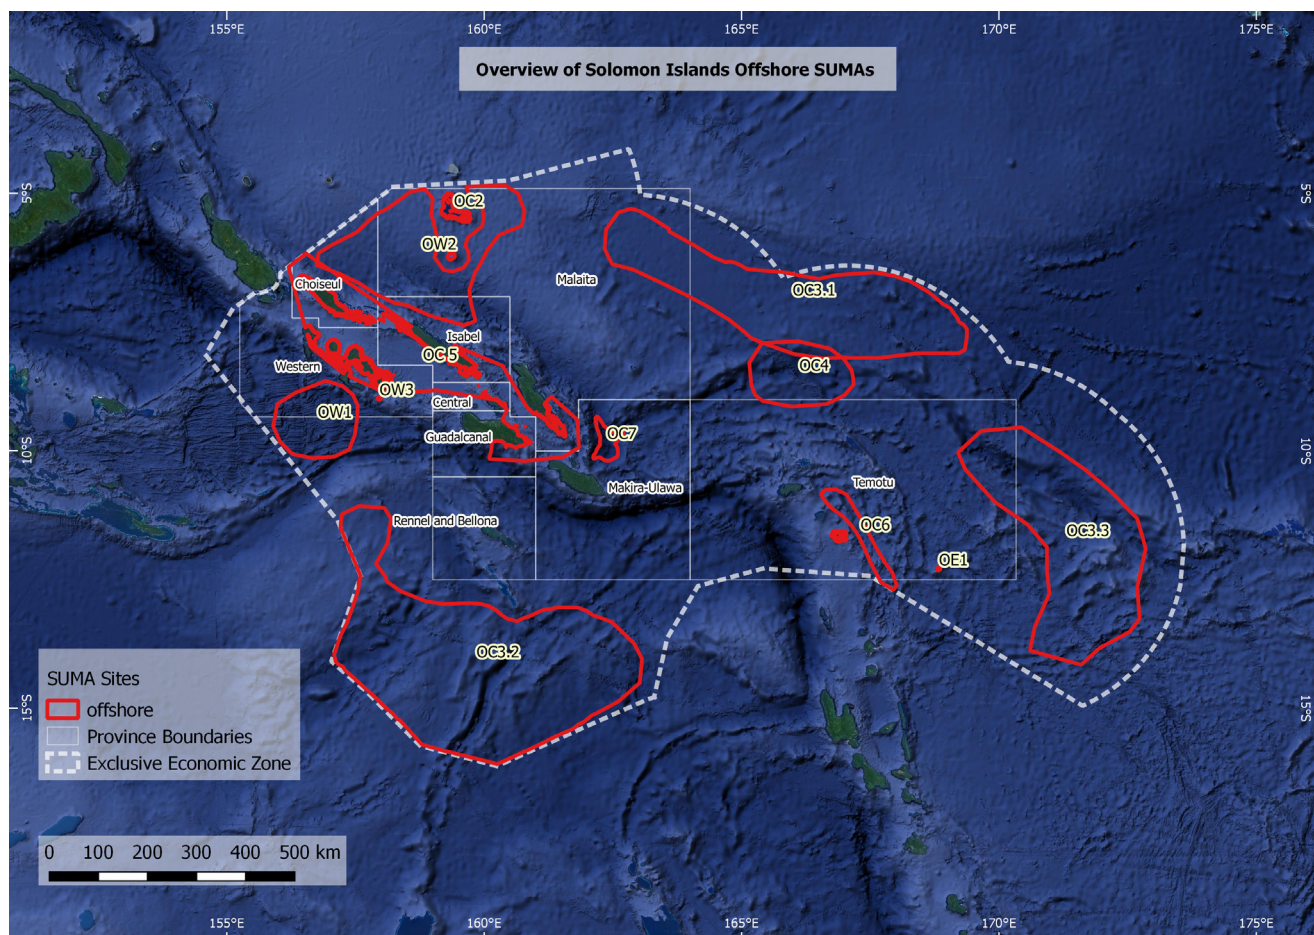 155°E 160°E 165°E 170°E 175°E
Overview of Solomon Islands Offshore SUMAs
5°S 5°S
OC2
OW2
Malaita
Choiseul
OC3.1
Isabel
OC5
Western
OC4
OW3
Central
OW1
Guadalcanal
OC7
10°S 10°S
Makira-Ulawa
Temotu
Rennel and Bellona
OC6
OC3.3
OE1
OC3.2
SUMA Sites
offshore
Province Boundaries
Exclusive Economic Zone
15°S 15°S
0 100 200 300 400 500 km
155°E 160°E 165°E 170°E 175°E